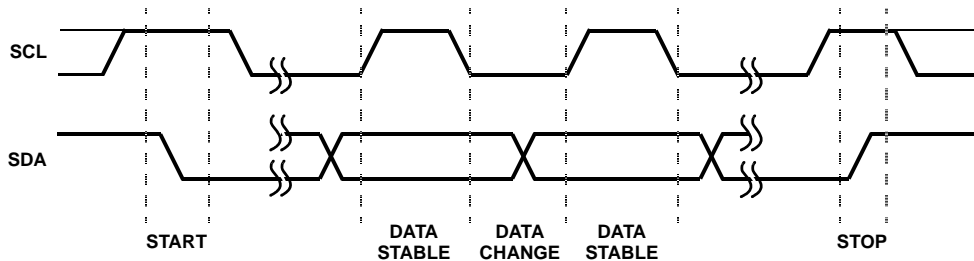 SCL
SDA
START
DATA
STABLE
DATA
CHANGE
DATA
STABLE
STOP